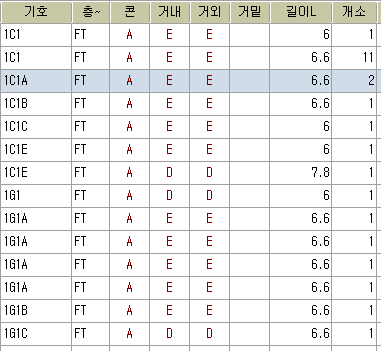 기호 층~ 콘 거내 거외 거밑 길이L 개소
1C1 FT A E E 6 1
1C1 FT A E E 6.6 11
1C1A FT A E E 6.6 2
1C1B FT A E E 6.6 1
1C1C FT A E E 6 1
1C1E FT A E E 6 1
1C1E FT A D D 7.8 1
1G1 FT A D D 6 1
1G1A FT A E E 6.6 1
1G1A FT A E E 6 1
1G1A FT A E E 6.6 1
1G1A FT A E E 6.6 1
1G1B FT A E E 6.6 1
1G1C FT A D D 6.6 1